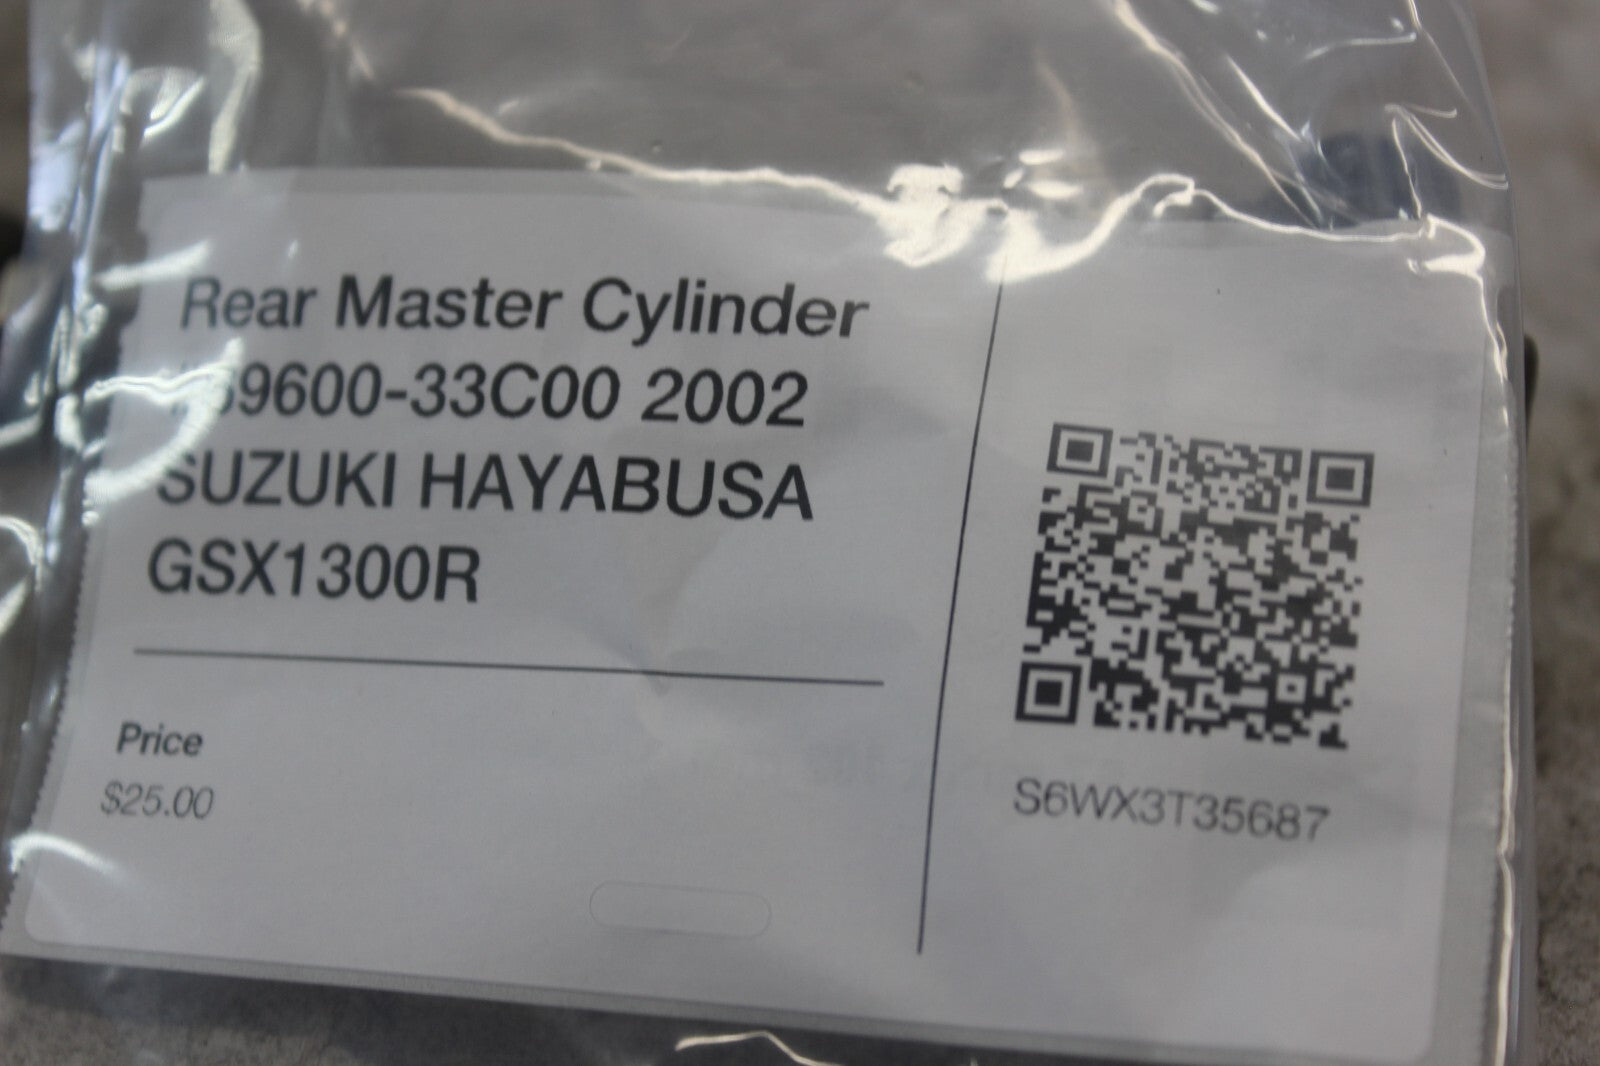 Rear Master Cylinder
69600-33C00 2002
SUZUKI HAYABUSA
GSX1300R
Price
$25.00
S6WX3T35687